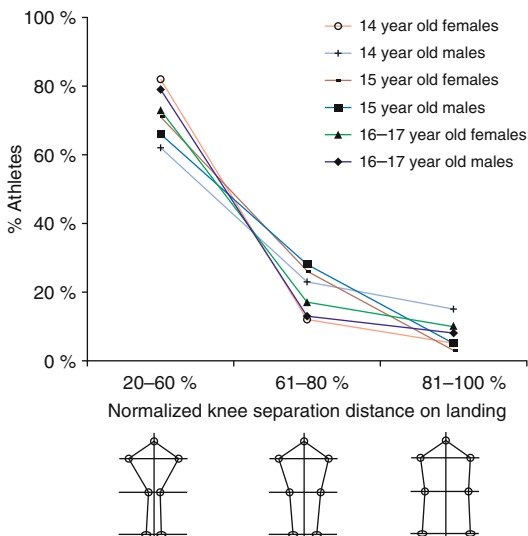 100 %
80 %
60 %
40 %
20 %
0 %
% Athletes
14 year old females
14 year old males
15 year old females
15 year old males
16–17 year old females
16–17 year old males
20–60 % 61–80 % 81–100 %
Normalized knee separation distance on landing